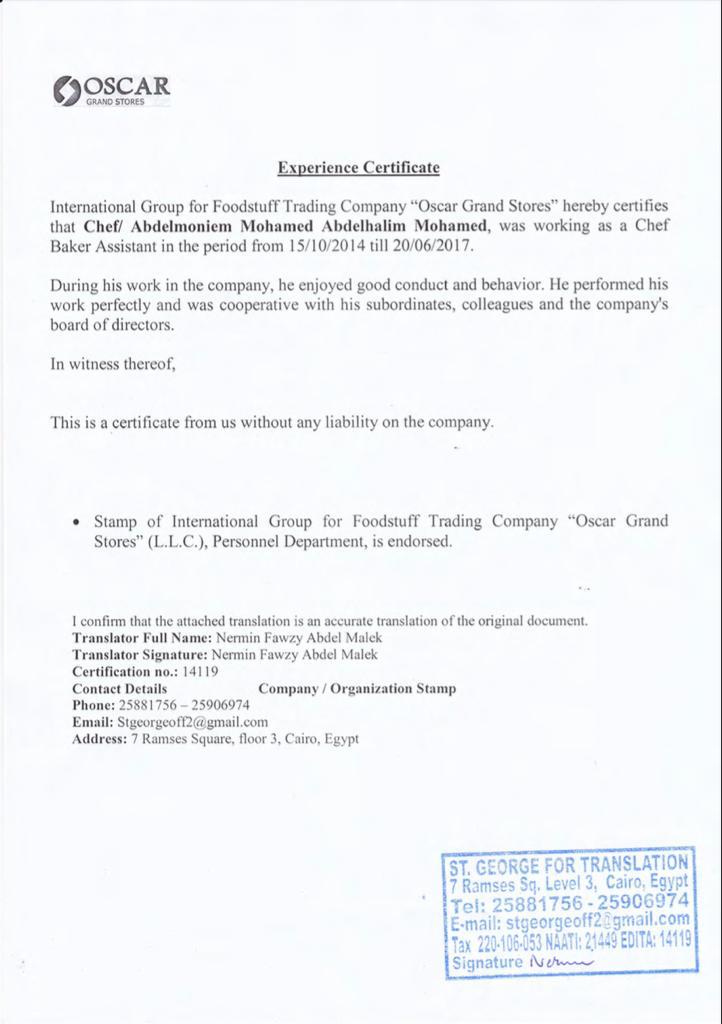 OSCAR
GRAND STORES
Experience Certificate
International Group for Foodstuff Trading Company “Oscar Grand Stores” hereby certifies
that Chef/ Abdelmoniem Mohamed Abdelhalim Mohamed, was working as a Chef
Baker Assistant in the period from 15/10/2014 till 20/06/2017.
During his work in the company, he enjoyed good conduct and behavior. He performed his
work perfectly and was cooperative with his subordinates, colleagues and the company's
board of directors.
In witness thereof,
This is a certificate from us without any liability on the company.
• Stamp of International Group for Foodstuff Trading Company “Oscar Grand
Stores” (L.L.C.), Personnel Department, is endorsed.
I confirm that the attached translation is an accurate translation of the original document.
Translator Full Name: Nermin Fawzy Abdel Malek
Translator Signature: Nermin Fawzy Abdel Malek
Certification no.: 14119
Contact Details Company / Organization Stamp
Phone: 25881756 – 25906974
Email: Stgeorgeoff2@gmail.com
Address: 7 Ramses Square, floor 3, Cairo, Egypt
ST. GEORGE FOR TRANSLATION
7 Ramses Sq. Level 3, Cairo, Egypt
Tel: 25881756 - 25906974
E-mail: stgeorgeoff2@gmail.com
Tax 220-106-053 NAATI: 21449 EDITA: 14119
Signature